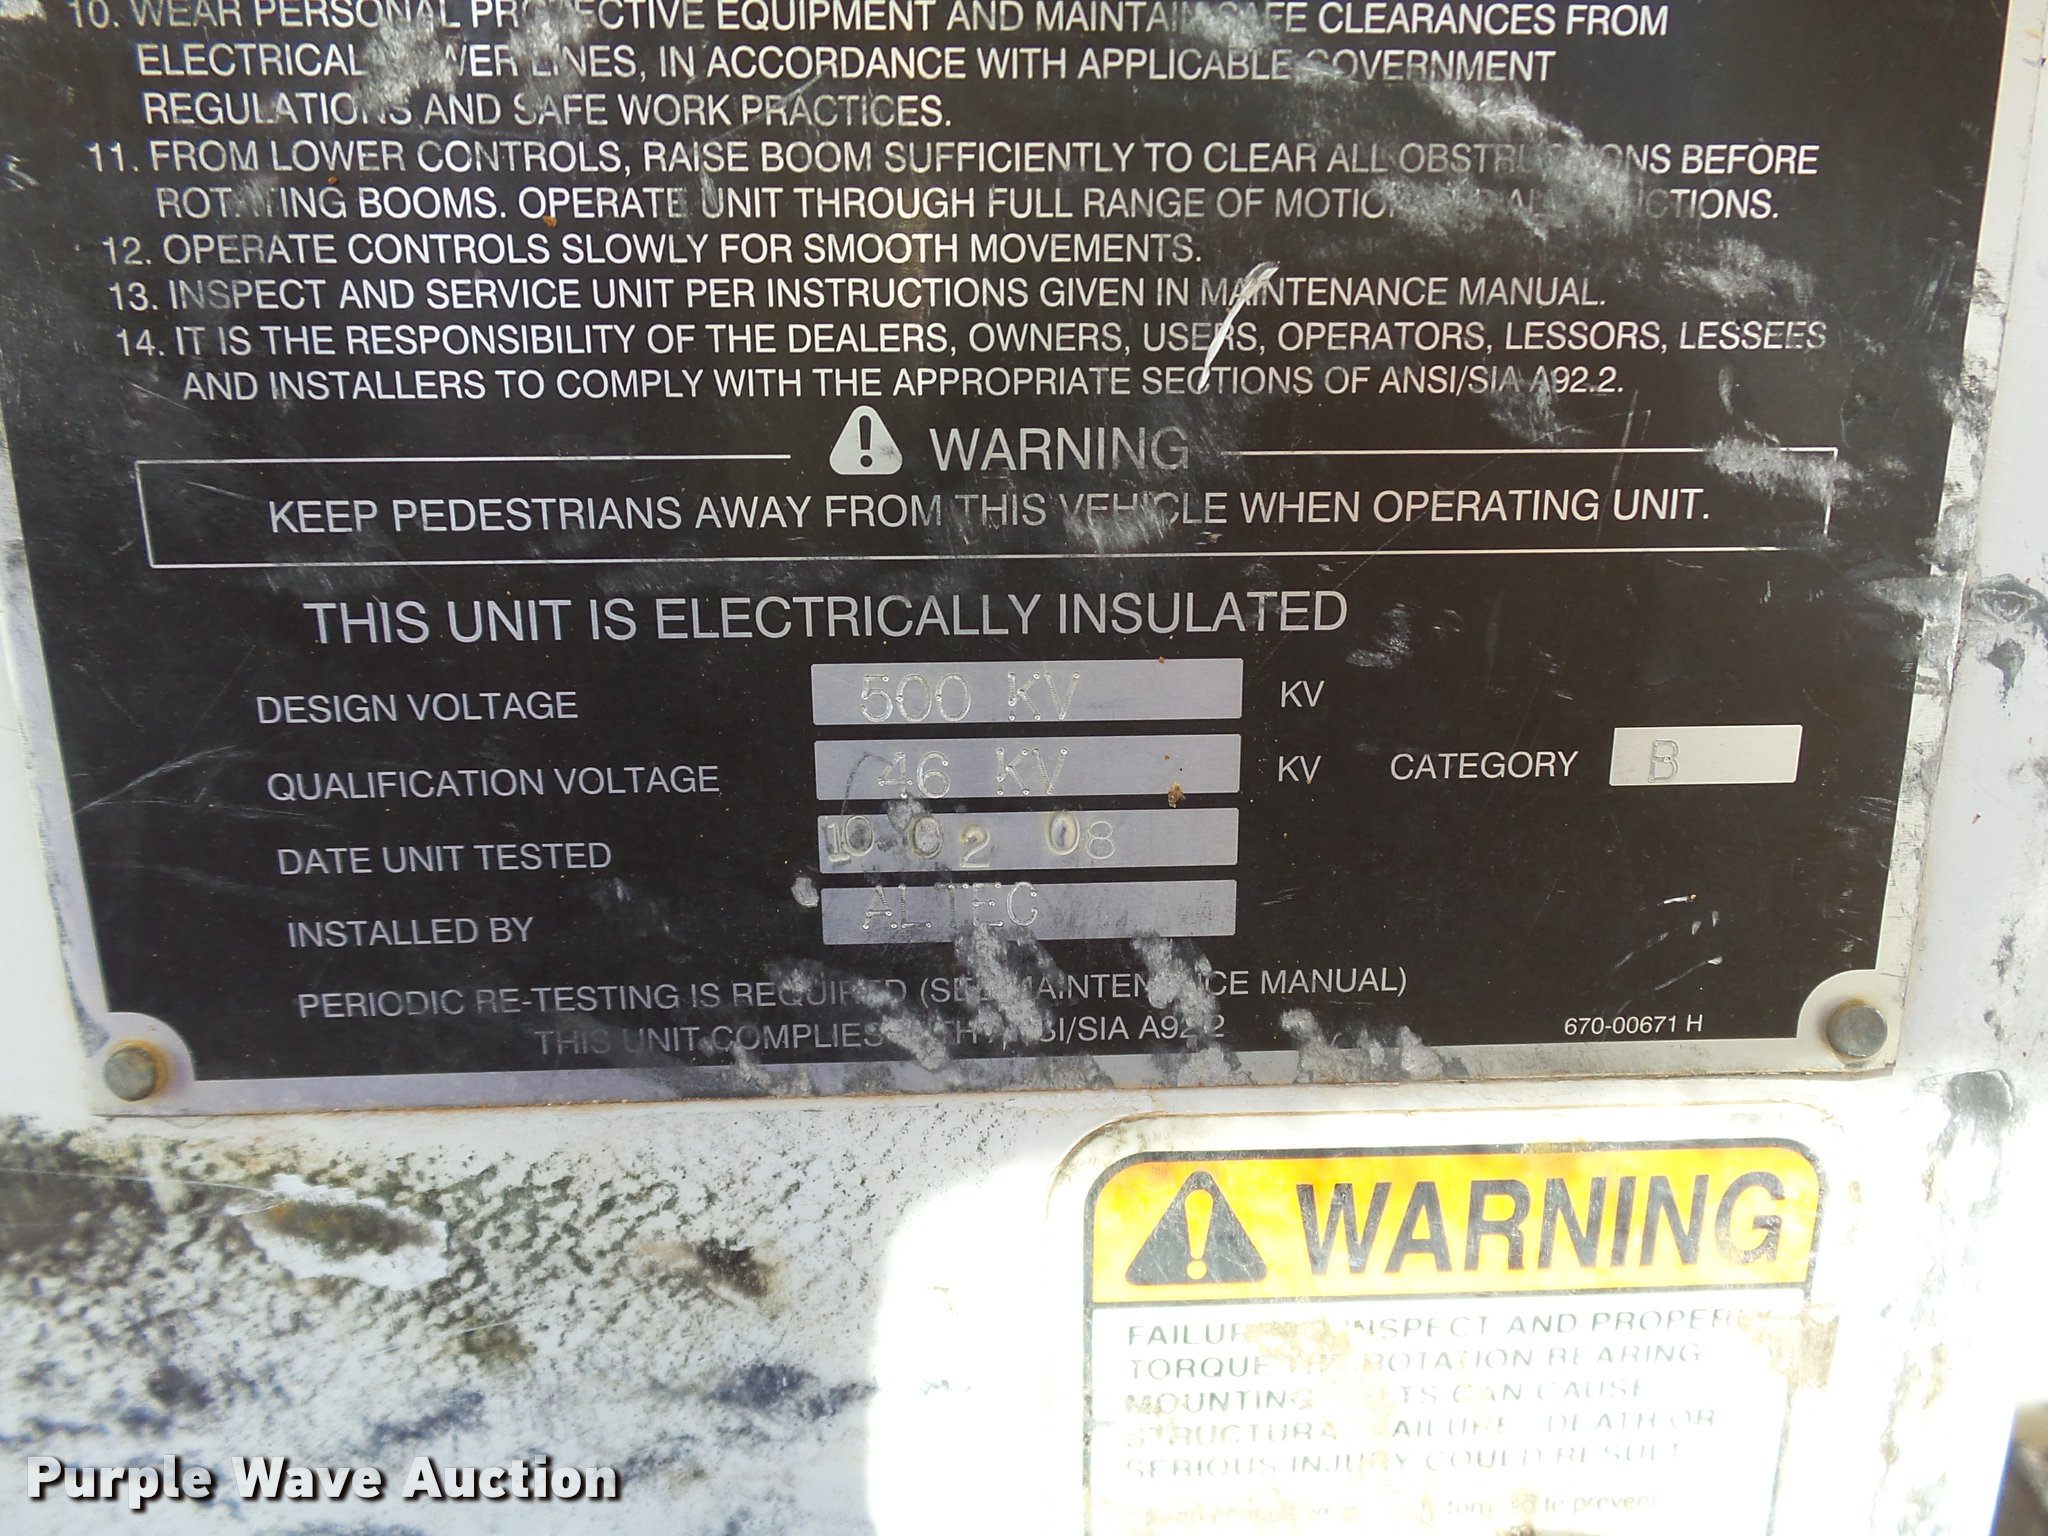 10. WEAR PERSONAL PROTECTIVE EQUIPMENT AND MAINTAIN SAFE CLEARANCES FROM
ELECTRICAL POWER LINES, IN ACCORDANCE WITH APPLICABLE GOVERNMENT
REGULATIONS AND SAFE WORK PRACTICES.
11. FROM LOWER CONTROLS, RAISE BOOM SUFFICIENTLY TO CLEAR ALL OBSTRUCTIONS BEFORE
ROTATING BOOMS. OPERATE UNIT THROUGH FULL RANGE OF MOTION
12. OPERATE CONTROLS SLOWLY FOR SMOOTH MOVEMENTS.
13. INSPECT AND SERVICE UNIT PER INSTRUCTIONS GIVEN IN MAINTENANCE MANUAL.
14. IT IS THE RESPONSIBILITY OF THE DEALERS, OWNERS, USERS, OPERATORS, LESSORS, LESSEES
AND INSTALLERS TO COMPLY WITH THE APPROPRIATE SECTIONS OF ANSI/SIA A92.2.
WARNING
KEEP PEDESTRIANS AWAY FROM THIS VEHICLE WHEN OPERATING UNIT.
THIS UNIT IS ELECTRICALLY INSULATED
DESIGN VOLTAGE 500 KV KV
QUALIFICATION VOLTAGE 46 KV KV CATEGORY B
DATE UNIT TESTED 10 02 08
INSTALLED BY ALTEC
PERIODIC RE-TESTING IS REQUIRED (SEE MAINTENANCE MANUAL)
THIS UNIT COMPLIES WITH ANSI/SIA A92.2
670-00671 H
WARNING
FAILURE TO INSPECT AND PROPERLY
TORQUE THE ROTATION BEARING
MOUNTING BOLTS CAN CAUSE
STRUCTURAL FAILURE. DEATH OR
SERIOUS INJURY COULD RESULT
to prevent
Purple Wave Auction